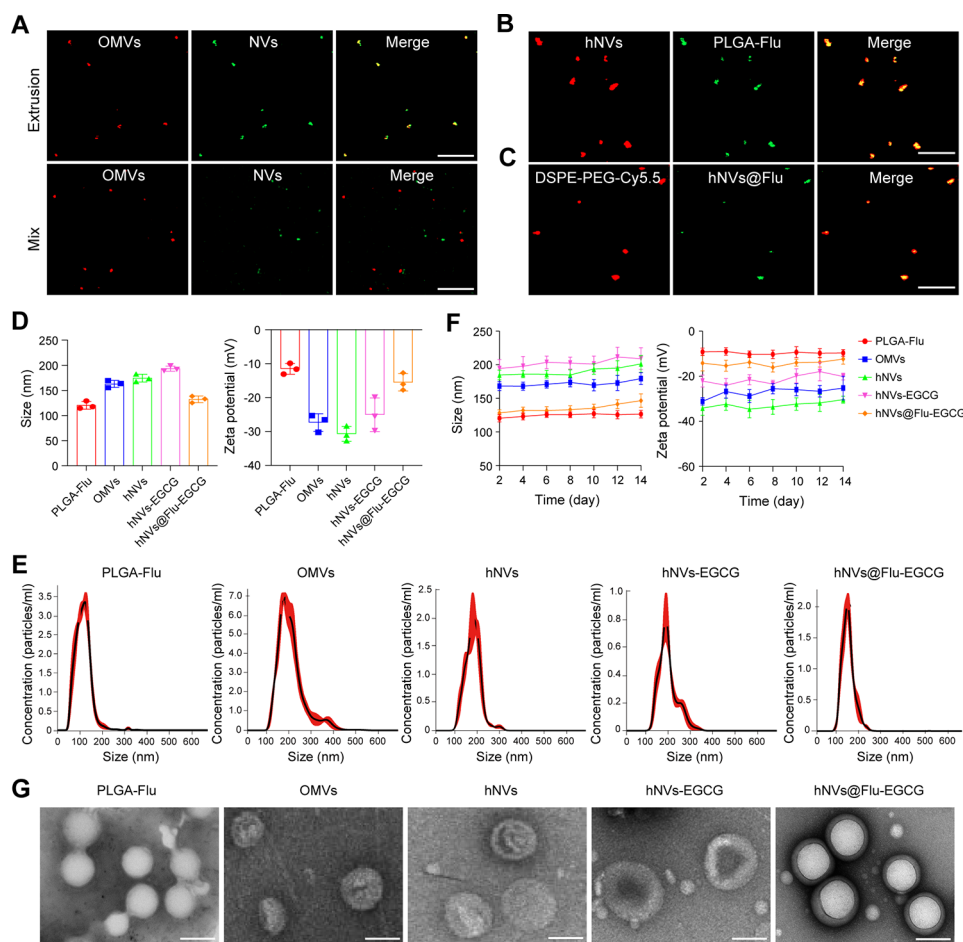 A
OMVs NVs Merge
Extrusion
OMVs NVs Merge
Mix
B
hNVs PLGA-Flu Merge
C
DSPE-PEG-Cy5.5 hNVs@Flu Merge
D
Size (nm)
250
200
150
100
50
0
PLGA-Flu
OMVs
hNVs
hNVs-EGCG
hNVs@Flu-EGCG
Zeta potential (mV)
0
-10
-20
-30
-40
PLGA-Flu
OMVs
hNVs
hNVs-EGCG
hNVs@Flu-EGCG
F
Size (nm)
250
200
150
100
50
2 4 6 8 10 12 14
Time (day)
Zeta potential (mV)
0
-20
-40
-60
2 4 6 8 10 12 14
Time (day)
PLGA-Flu
OMVs
hNVs
hNVs-EGCG
hNVs@Flu-EGCG
E
PLGA-Flu
Concentration (particles/ml)
3.5
3.0
2.5
2.0
1.5
1.0
0.5
0
0 100 200 300 400 500 600
Size (nm)
OMVs
Concentration (particles/ml)
7.0
6.0
5.0
4.0
3.0
2.0
1.0
0
0 100 200 300 400 500 600
Size (nm)
hNVs
Concentration (particles/ml)
2.5
2.0
1.5
1.0
0.5
0
0 100 200 300 400 500 600
Size (nm)
hNVs-EGCG
Concentration (particles/ml)
1.0
0.8
0.6
0.4
0.2
0
0 100 200 300 400 500 600
Size (nm)
hNVs@Flu-EGCG
Concentration (particles/ml)
2.0
1.5
1.0
0.5
0
0 100 200 300 400 500 600
Size (nm)
G
PLGA-Flu OMVs hNVs hNVs-EGCG hNVs@Flu-EGCG